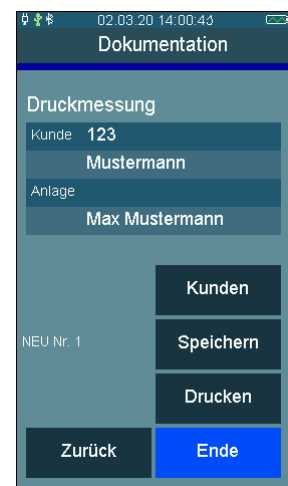 02.03.20 14:00:43
Dokumentation
Druckmessung
Kunde 123
Mustermann
Anlage
Max Mustermann
Kunden
NEU Nr. 1 Speichern
Drucken
Zurück Ende